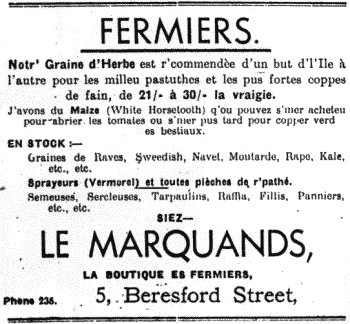 FERMIERS.
Notr' Graine d'Herbe est r'commendèe d'un but d'l'Ile à
l'autre pour les milleu pastuthes et les pus fortes coppes
de fain, de 21/- à 30/- la vraigie.
J'avons du Maize (White Horsetooth) q'ou pouvez s'mer acheteu
pour abrier les tomates ou s'mer pus tard pour copper verd
es bestiaux.
EN STOCK :—
Graines de Raves, Sweedish, Navet, Moutarde, Rape, Kale,
etc., etc.
Sprayeurs (Vermorel) et toutes pièches de r'pathé.
Semeuses, Sercleuses, Tarpaulins, Raffia, Fillis, Panniers,
etc., etc.
SIEZ—
LE MARQUANDS,
LA BOUTIQUE ES FERMIERS,
Phone 235. 5, Beresford Street,